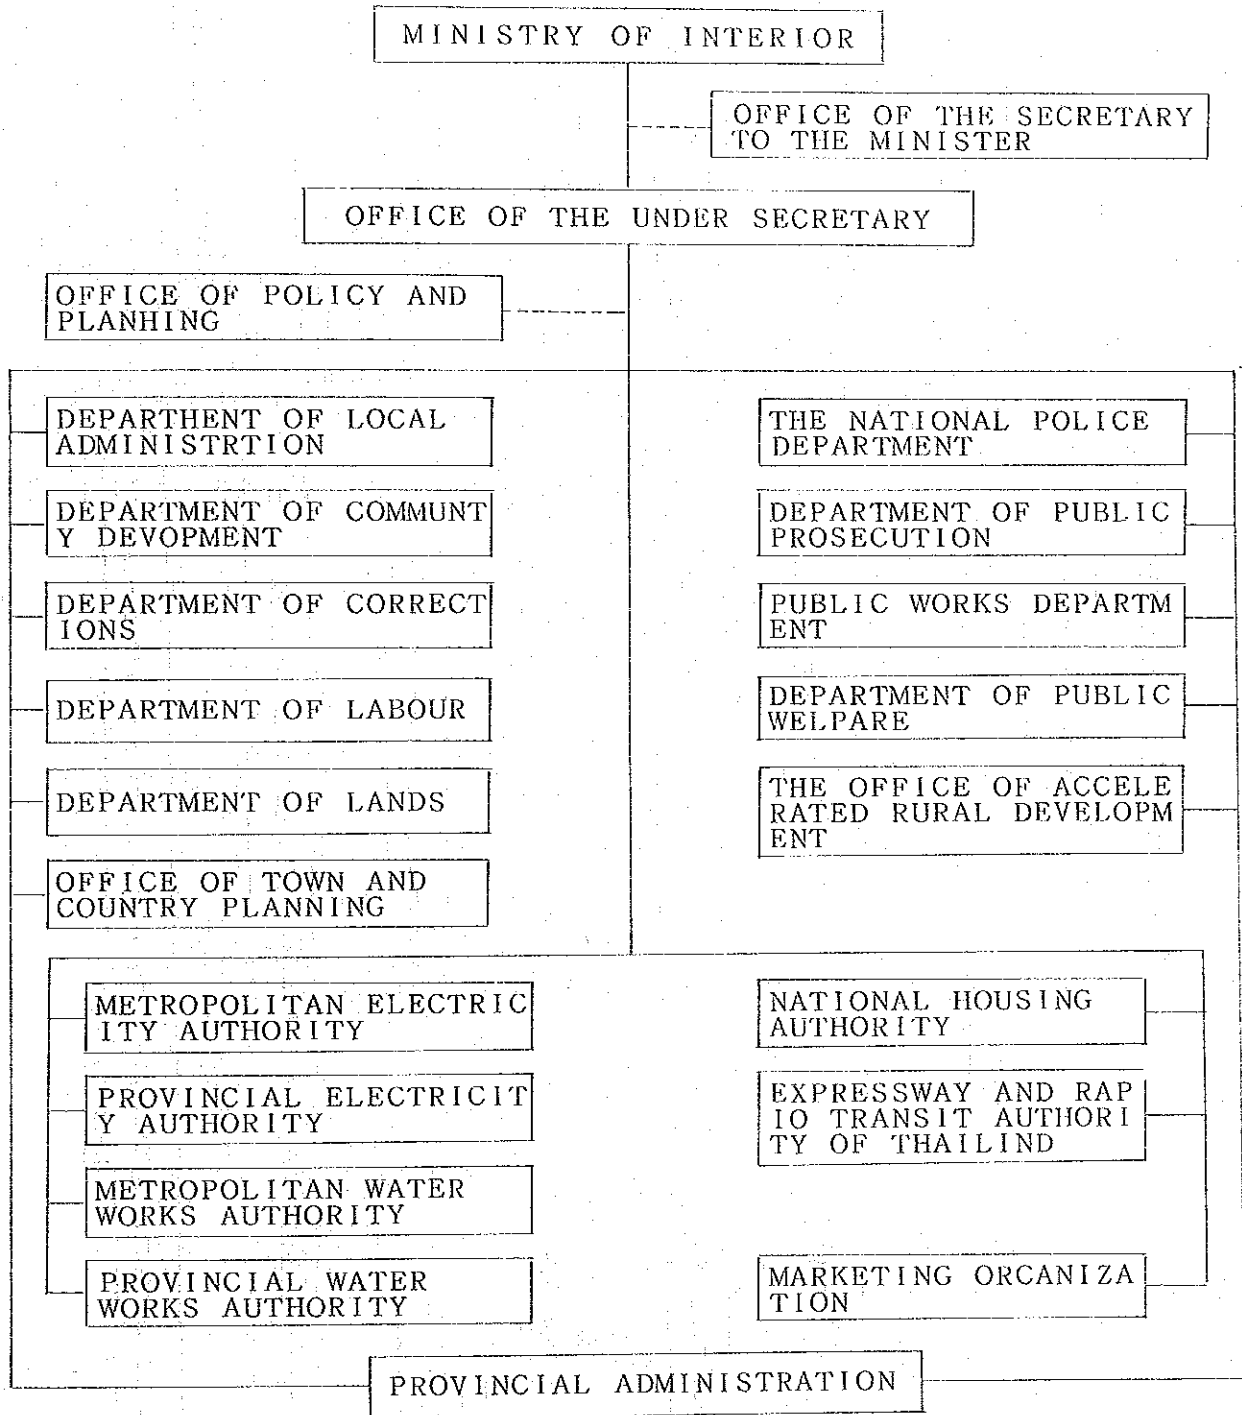 MINISTRY OF INTERIOR
OFFICE OF THE SECRETARY
TO THE MINISTER
OFFICE OF THE UNDER SECRETARY
OFFICE OF POLICY AND
PLANHING
DEPARTHENT OF LOCAL
ADMINISTRTION
DEPARTMENT OF COMMUNT
Y DEVOPMENT
DEPARTMENT OF CORRECT
IONS
DEPARTMENT OF LABOUR
DEPARTMENT OF LANDS
OFFICE OF TOWN AND
COUNTRY PLANNING
THE NATIONAL POLICE
DEPARTMENT
DEPARTMENT OF PUBLIC
PROSECUTION
PUBLIC WORKS DEPARTM
ENT
DEPARTMENT OF PUBLIC
WELPARE
THE OFFICE OF ACCELE
RATED RURAL DEVELOPM
ENT
METROPOLITAN ELECTRIC
ITY AUTHORITY
PROVINCIAL ELECTRICIT
Y AUTHORITY
METROPOLITAN WATER
WORKS AUTHORITY
PROVINCIAL WATER
WORKS AUTHORITY
NATIONAL HOUSING
AUTHORITY
EXPRESSWAY AND RAP
IO TRANSIT AUTHORI
TY OF THAILIND
MARKETING ORCANIZA
TION
PROVINCIAL ADMINISTRATION